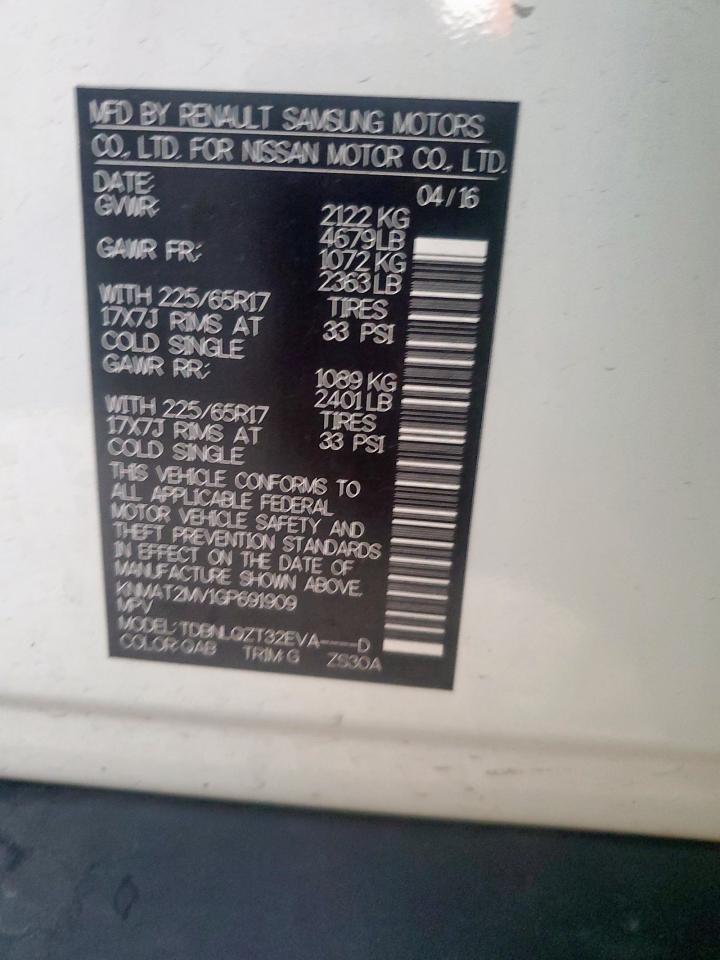 MFD BY RENAULT SAMSUNG MOTORS
CO., LTD. FOR NISSAN MOTOR CO., LTD.
DATE: 04/16
GVWR: 2122 KG
4679LB
GAWR FR: 1072 KG
2363LB
WITH 225/65R17 TIRES
17X7J RIMS AT 33 PSI
COLD SINGLE
GAWR RR: 1089 KG
2401LB
WITH 225/65R17 TIRES
17X7J RIMS AT 33 PSI
COLD SINGLE
THIS VEHICLE CONFORMS TO
ALL APPLICABLE FEDERAL
MOTOR VEHICLE SAFETY AND
THEFT PREVENTION STANDARDS
IN EFFECT ON THE DATE OF
MANUFACTURE SHOWN ABOVE.
KNMAT2MV1GP691909
MPV
MODEL: TDBNLQZT32EVA----D
COLOR:QAB TRIM:G ZS30A